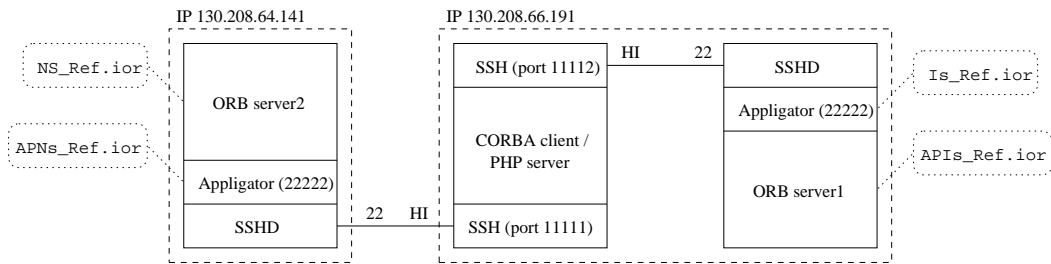 IP 130.208.64.141
IP 130.208.66.191
NS_Ref.ior
APNs_Ref.ior
ORB server2
Appligator (22222)
SSHD
22
HI
SSH (port 11112)
CORBA client /
PHP server
SSH (port 11111)
HI
22
SSHD
Appligator (22222)
ORB server1
Is_Ref.ior
APIs_Ref.ior